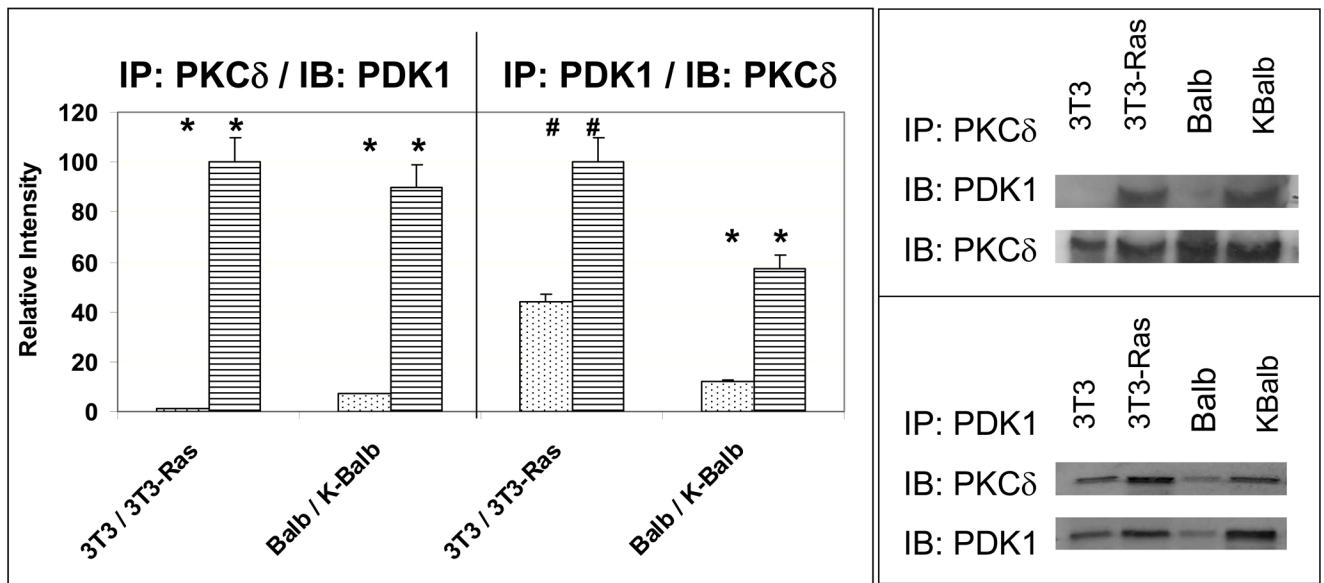 IP: PKCδ / IB: PDK1
IP: PDK1 / IB: PKCδ
Relative Intensity
120
100
80
60
40
20
0
* *
* *
# #
* *
3T3 / 3T3-Ras
Balb / K-Balb
3T3 / 3T3-Ras
Balb / K-Balb
3T3 3T3-Ras Balb KBalb
IP: PKCδ
IB: PDK1
IB: PKCδ
3T3 3T3-Ras Balb KBalb
IP: PDK1
IB: PKCδ
IB: PDK1